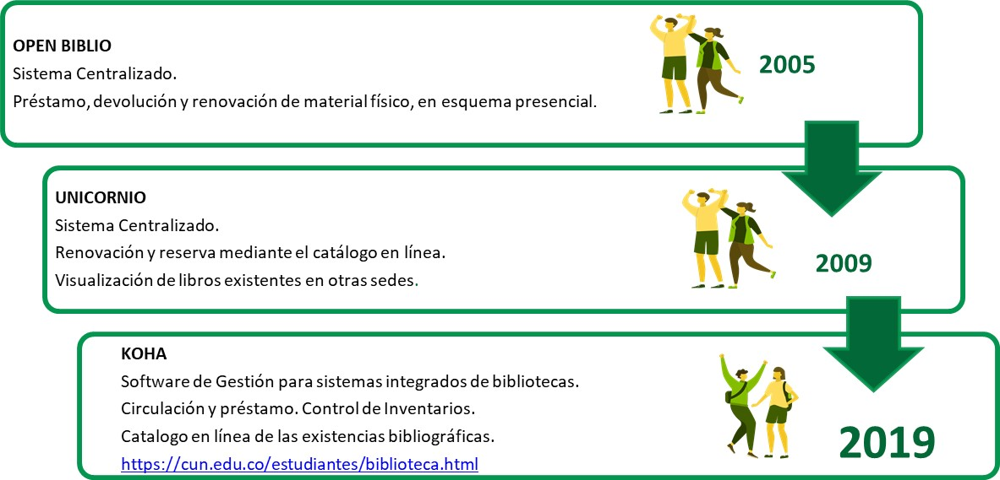 OPEN BIBLIO
Sistema Centralizado.
Préstamo, devolución y renovación de material físico, en esquema presencial.
2005
UNICORNIO
Sistema Centralizado.
Renovación y reserva mediante el catálogo en línea.
Visualización de libros existentes en otras sedes.
2009
KOHA
Software de Gestión para sistemas integrados de bibliotecas.
Circulación y préstamo. Control de Inventarios.
Catalogo en línea de las existencias bibliográficas.
https://cun.edu.co/estudiantes/biblioteca.html
2019